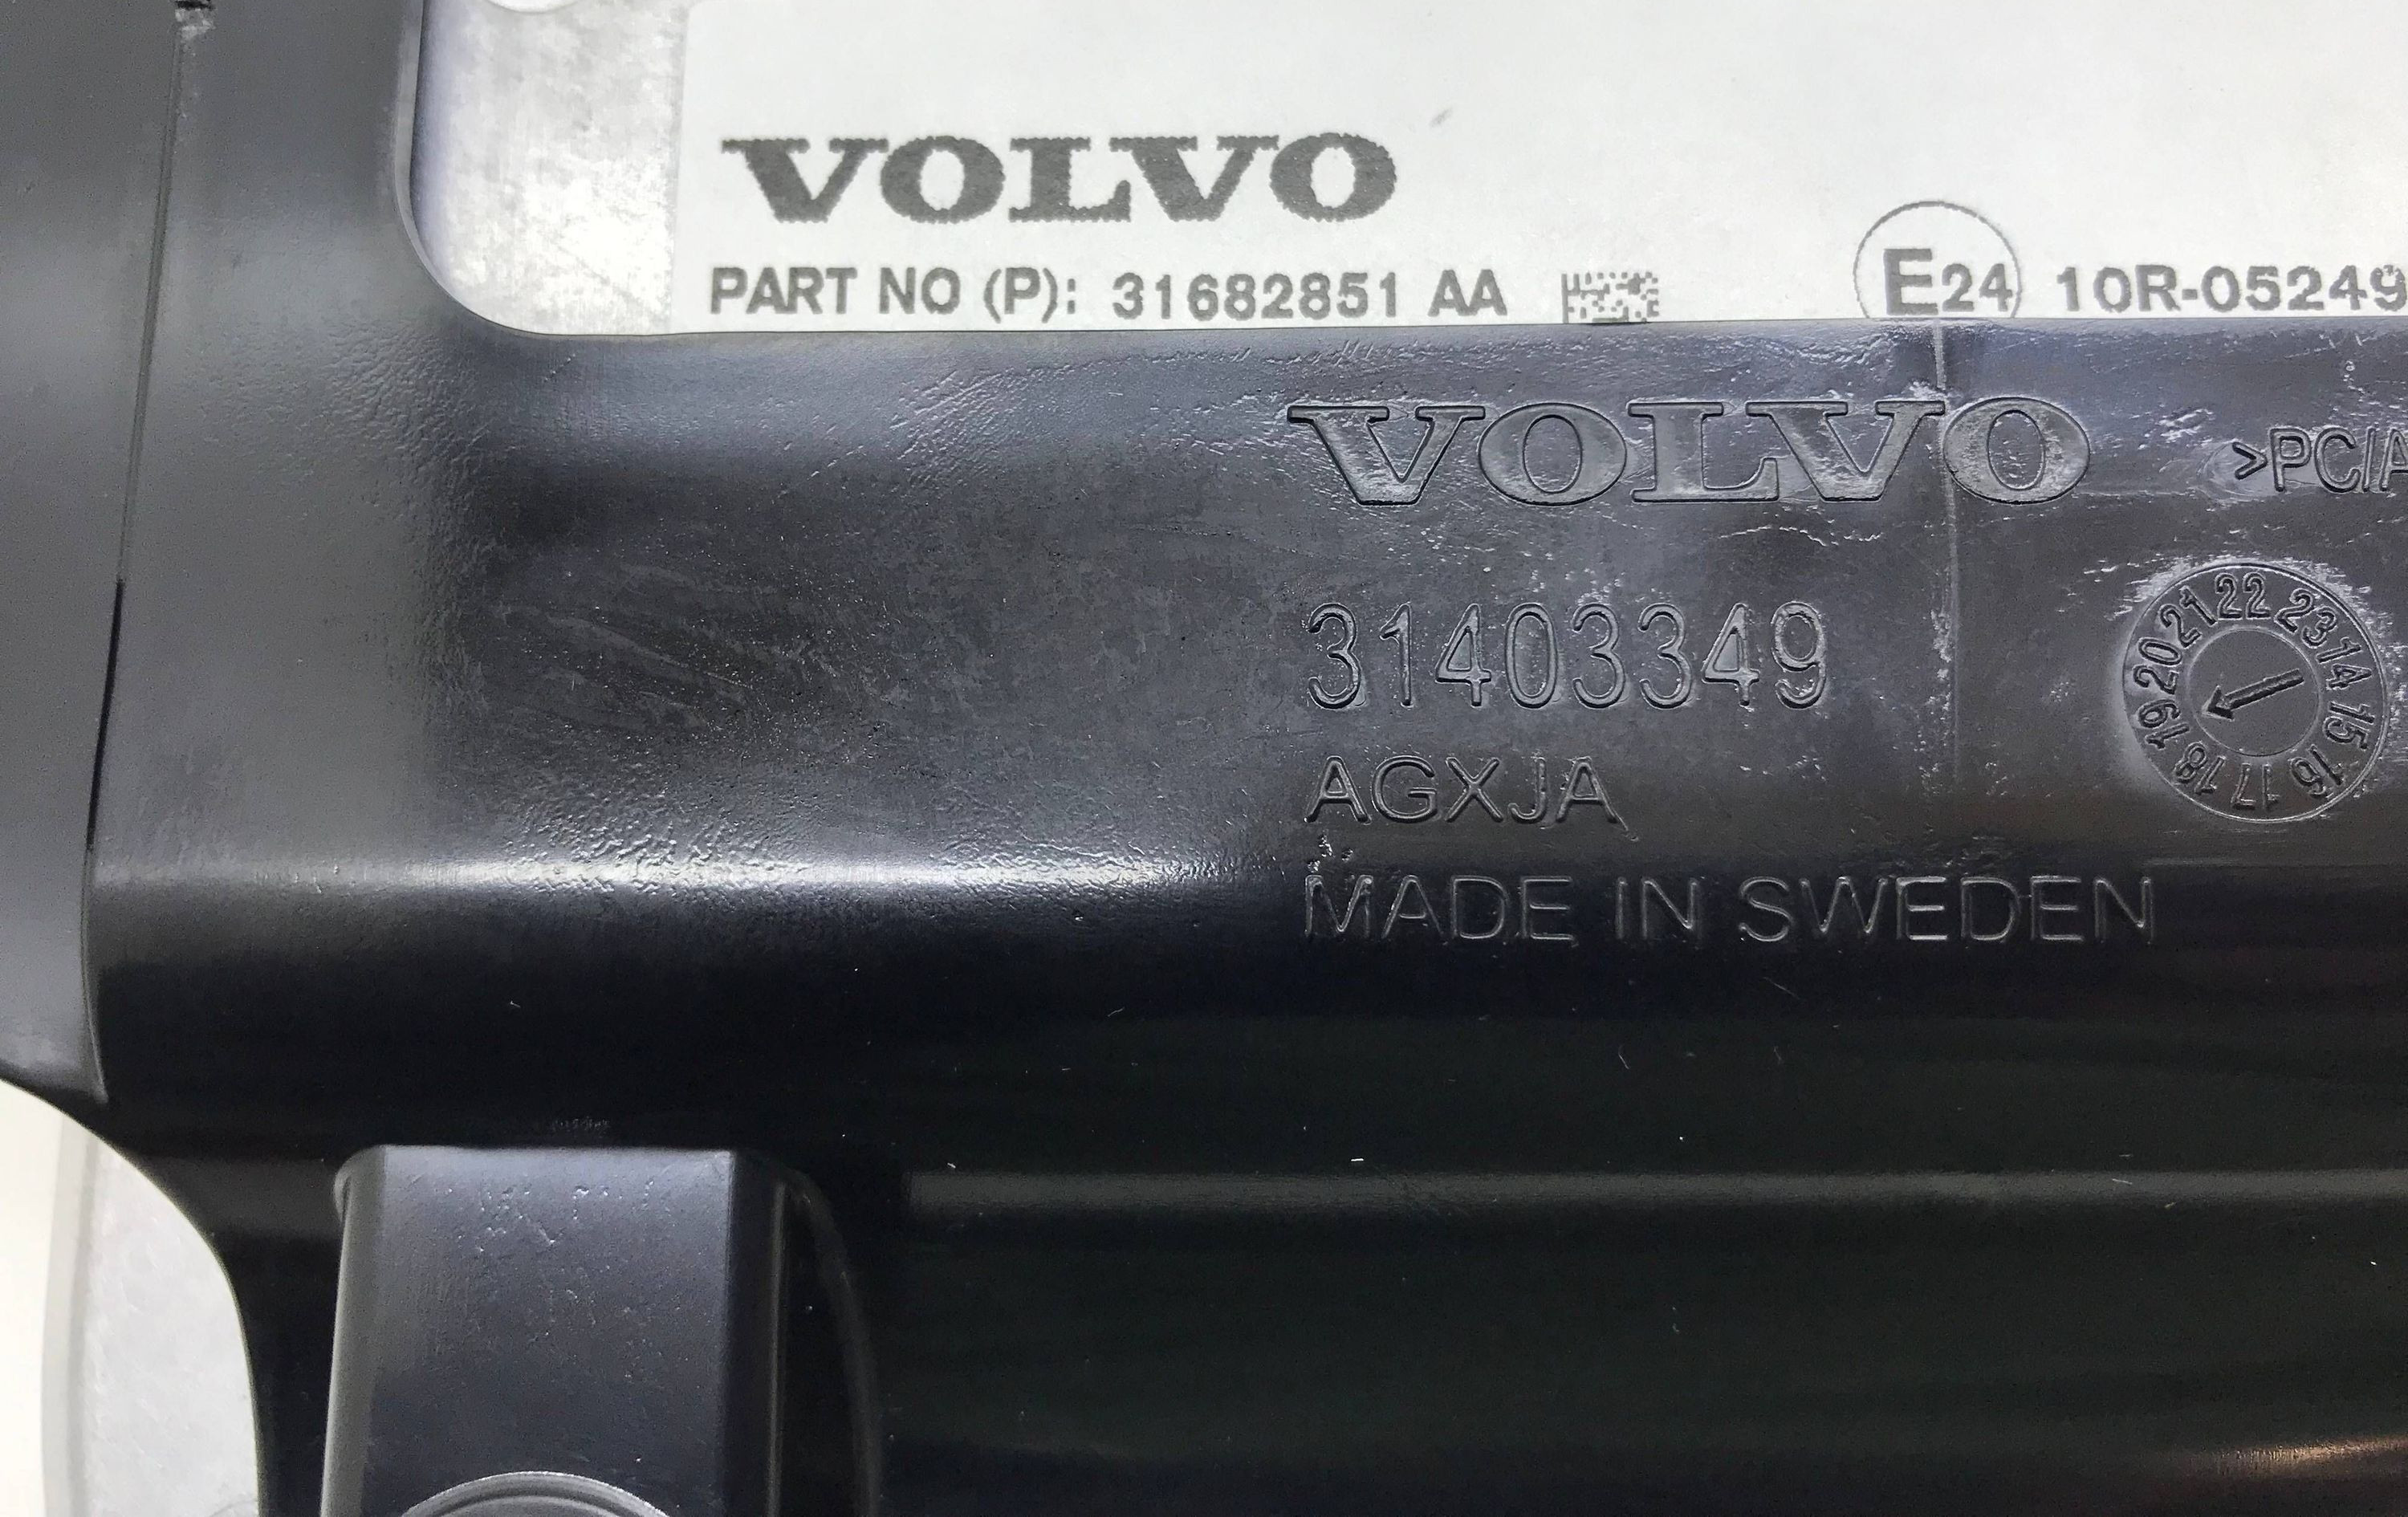 VOLVO
PART NO (P): 31682851 AA
E24 10R-05249
VOLVO
>PC/A
31403349
14 15 16 17 18 19 20 21 22 23
AGXJA
MADE IN SWEDEN